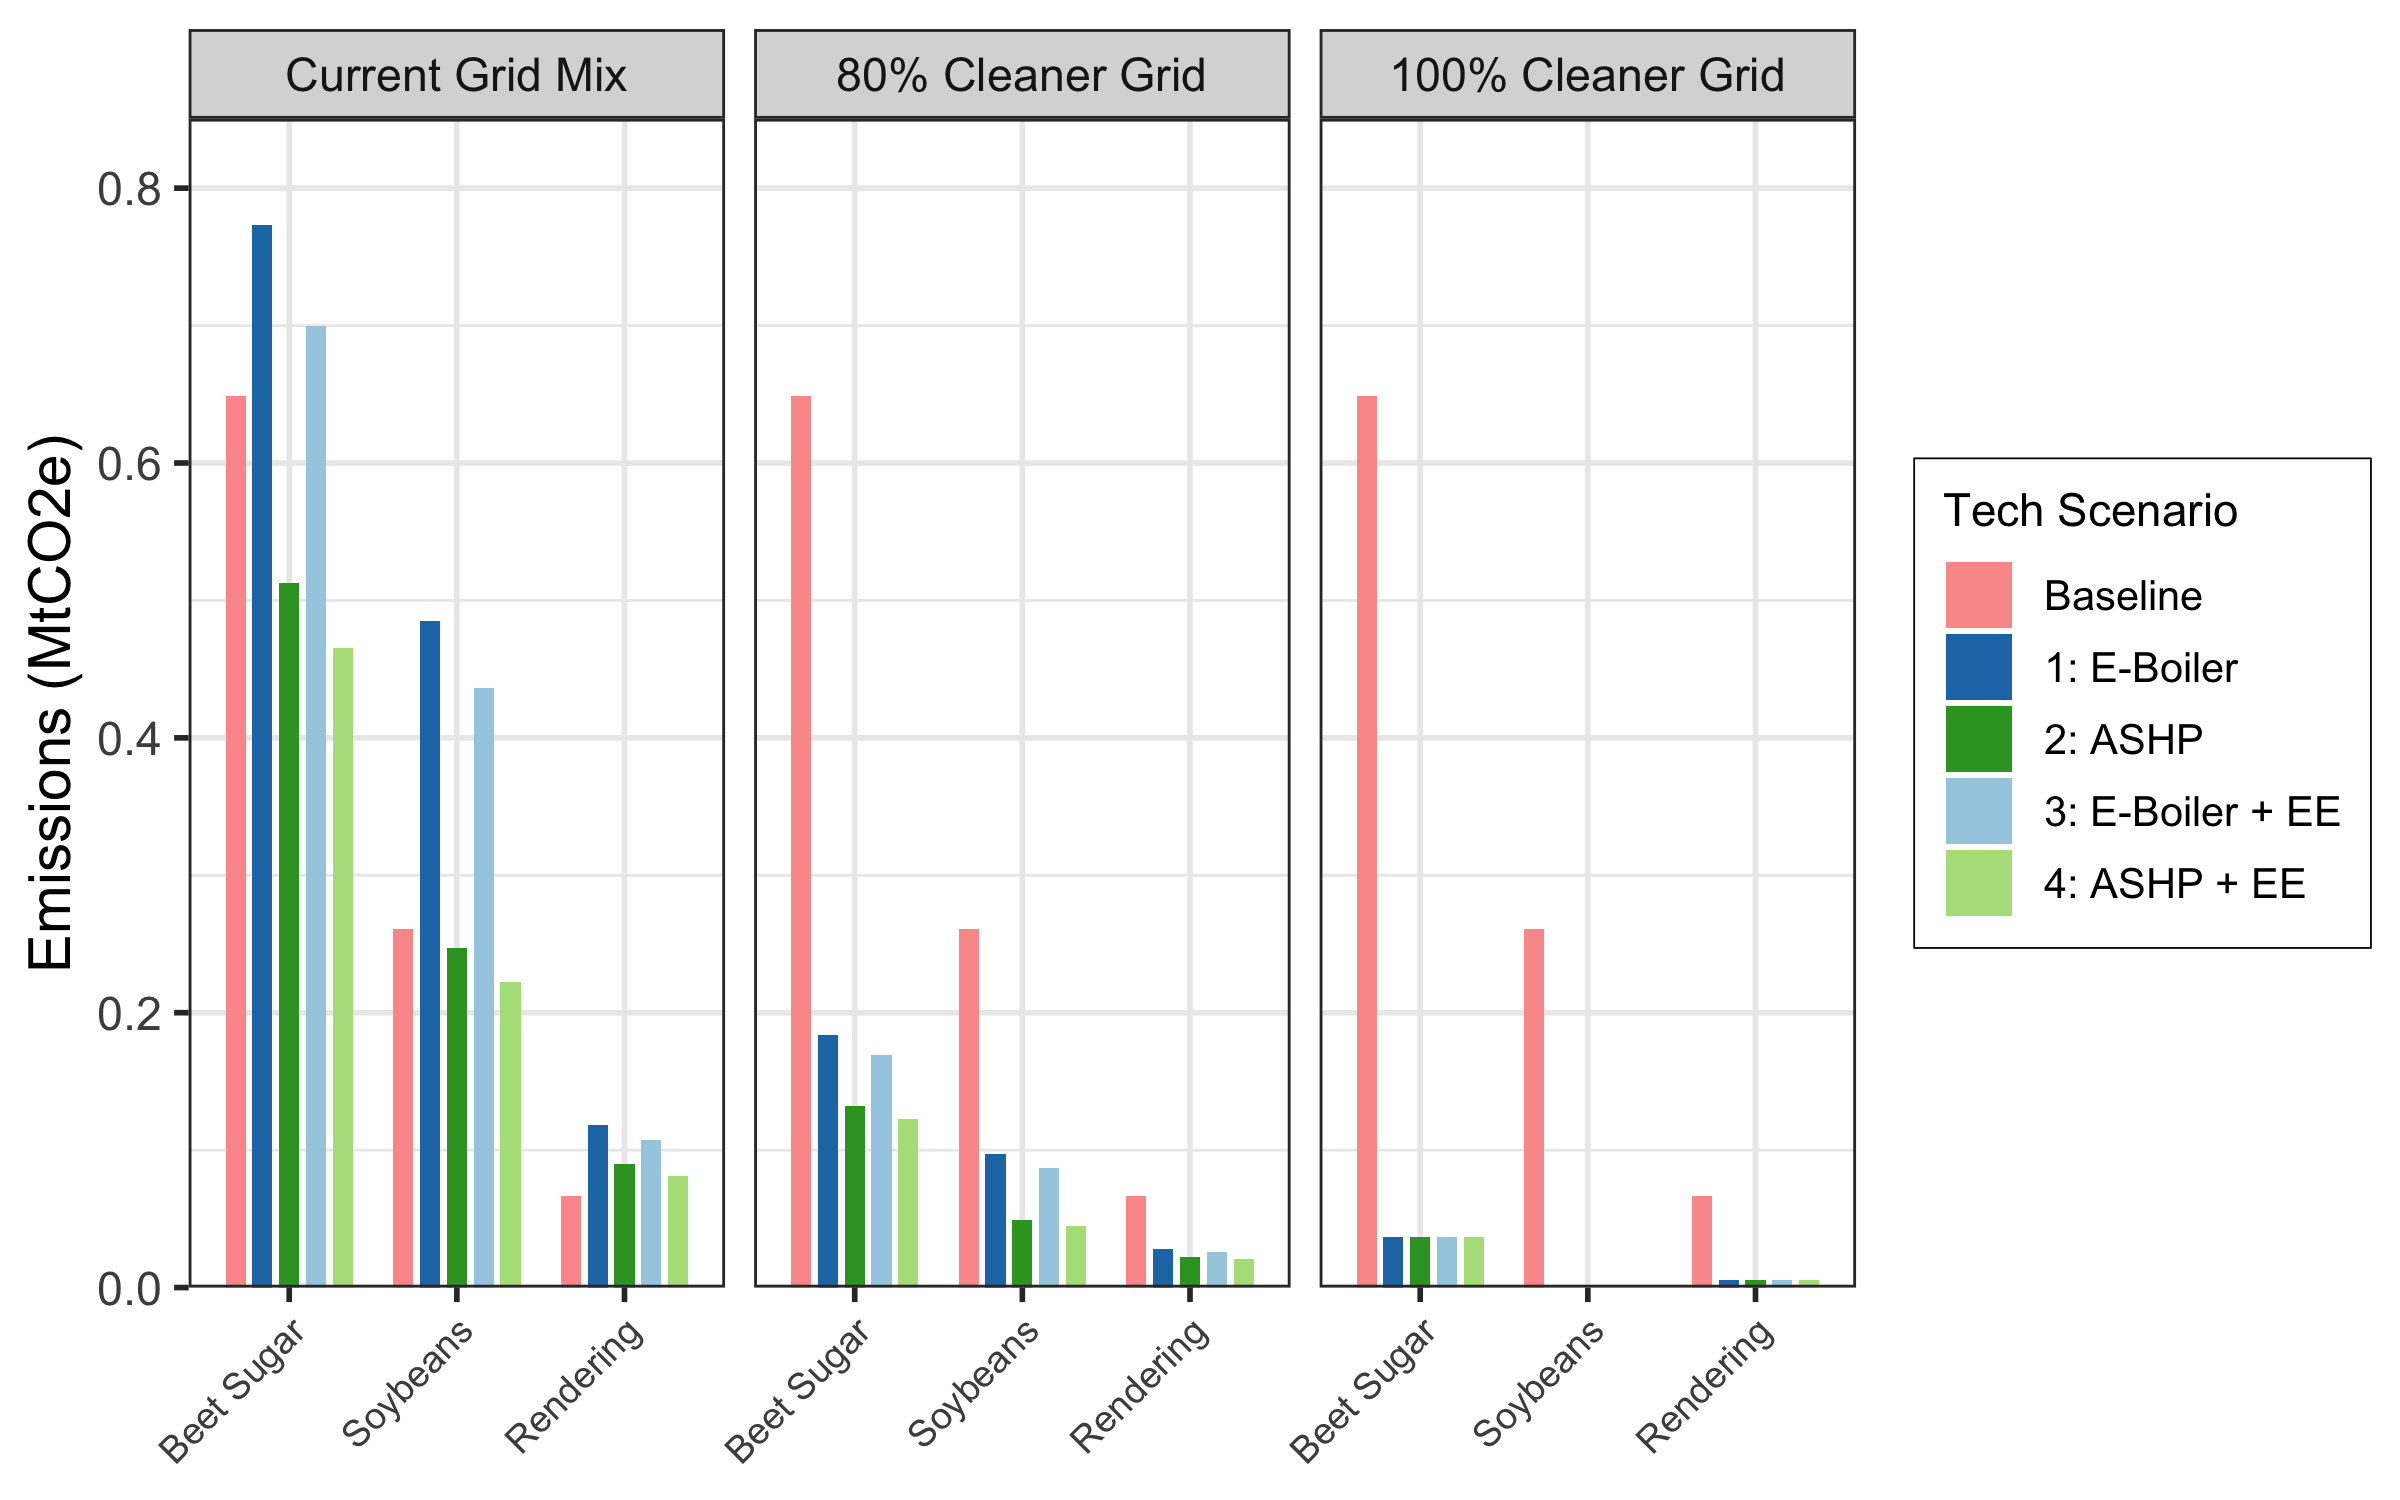 Current Grid Mix
80% Cleaner Grid
100% Cleaner Grid
Emissions (MtCO2e)
0.8
0.6
0.4
0.2
0.0
Beet Sugar
Soybeans
Rendering
Beet Sugar
Soybeans
Rendering
Beet Sugar
Soybeans
Rendering
Tech Scenario
Baseline
1: E-Boiler
2: ASHP
3: E-Boiler + EE
4: ASHP + EE